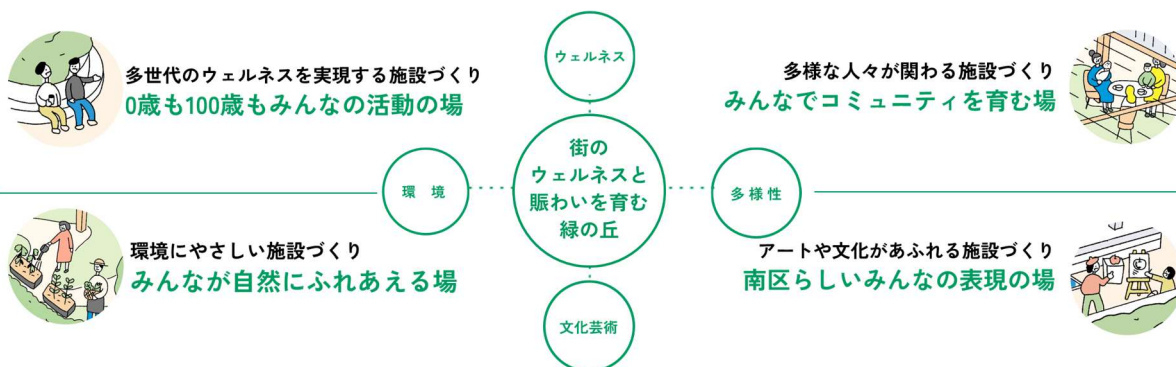 ウェルネス
多世代のウェルネスを実現する施設づくり
0歳も100歳もみんなの活動の場
多様な人々が関わる施設づくり
みんなでコミュニティを育む場
環 境
街の
ウェルネスと
賑わいを育む
緑の丘
多様性
環境にやさしい施設づくり
みんなが自然にふれあえる場
アートや文化があふれる施設づくり
南区らしいみんなの表現の場
文化芸術